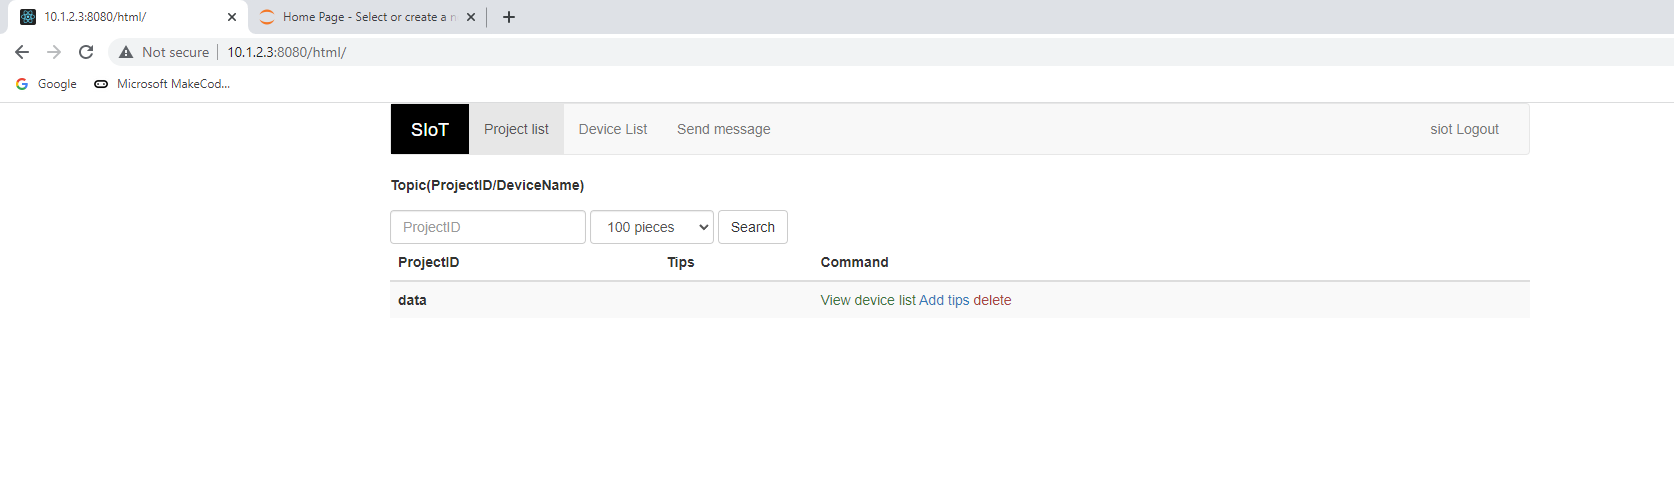 10.1.2.3:8080/html/
Home Page - Select or create a n
Not secure 10.1.2.3:8080/html/
Google Microsoft MakeCod...
SIoT Project list Device List Send message siot Logout
Topic(ProjectID/DeviceName)
ProjectID 100 pieces Search
ProjectID Tips Command
data View device list Add tips delete